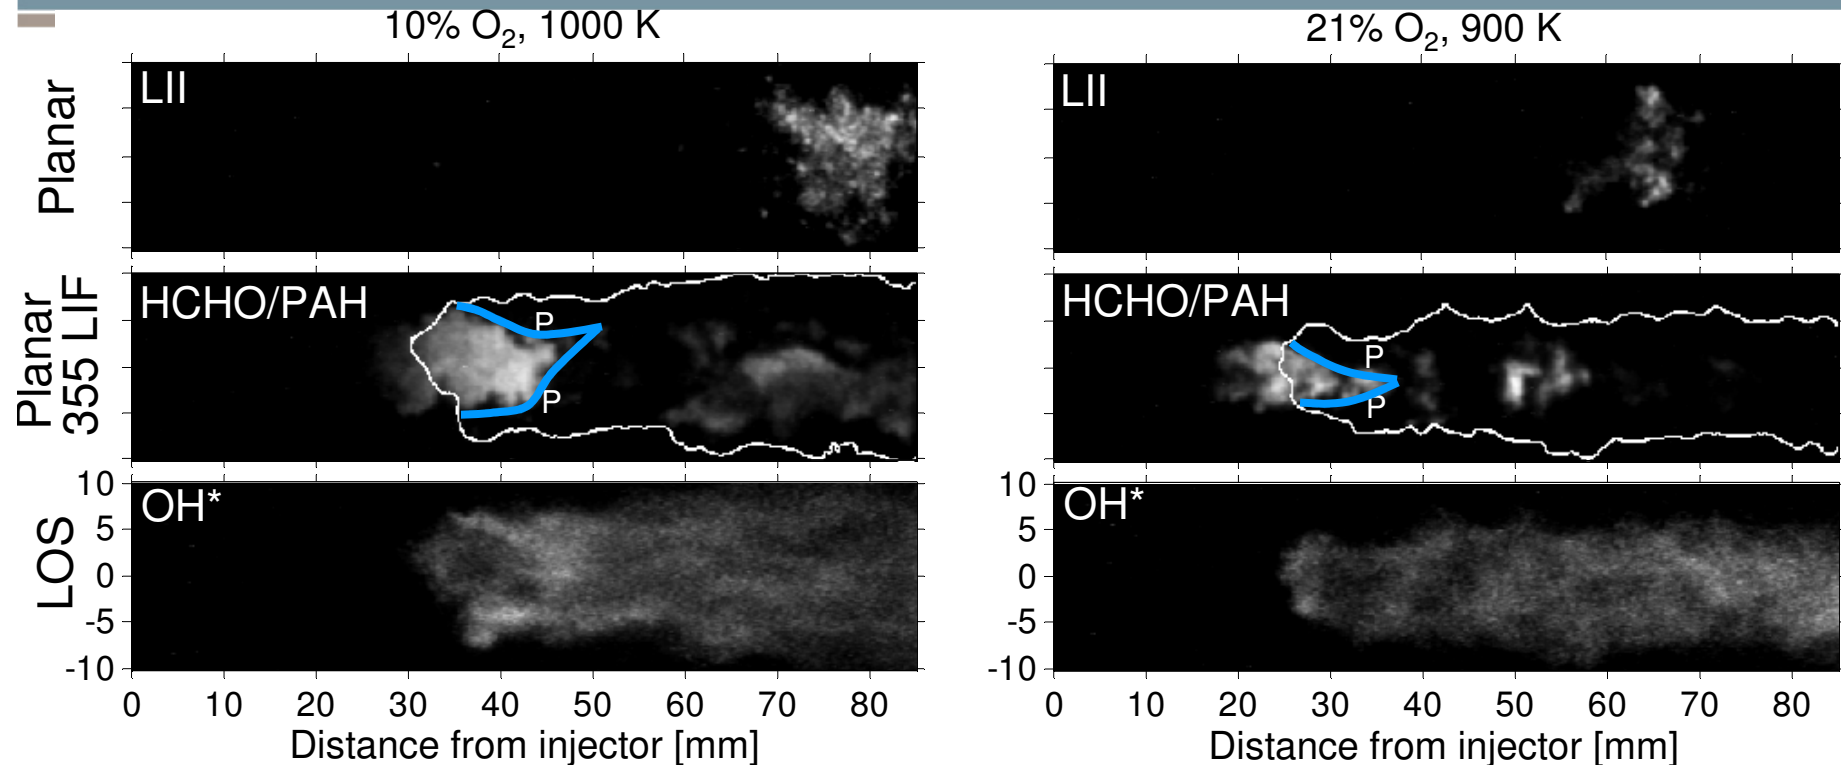 10% O₂, 1000 K
21% O₂, 900 K
Planar
LII
LII
Planar
355 LIF
HCHO/PAH
P
P
HCHO/PAH
P
P
LOS
10
5
0
-5
-10
OH*
10
5
0
-5
-10
OH*
0 10 20 30 40 50 60 70 80
0 10 20 30 40 50 60 70 80
Distance from injector [mm]
Distance from injector [mm]